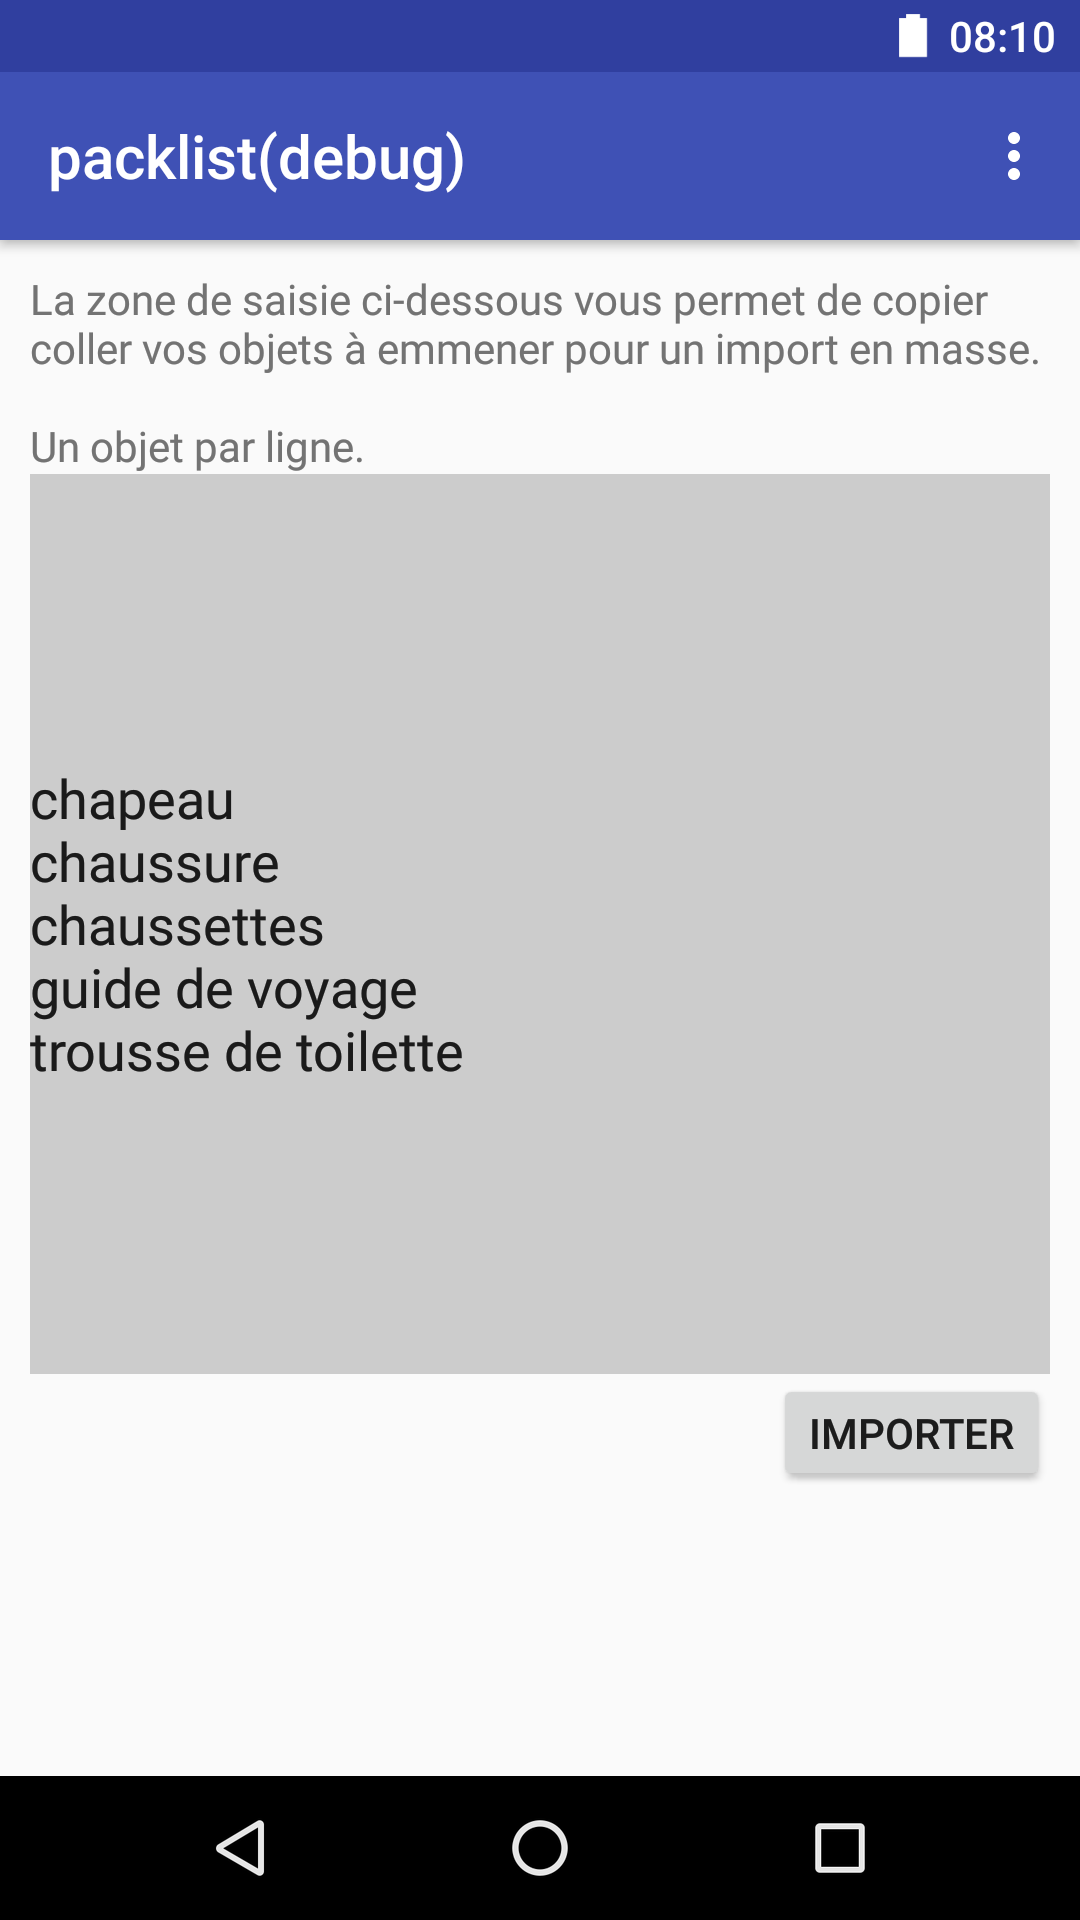 08:10
packlist(debug)
La zone de saisie ci-dessous vous permet de copier
coller vos objets à emmener pour un import en masse.
Un objet par ligne.
chapeau
chaussure
chaussettes
guide de voyage
trousse de toilette
IMPORTER